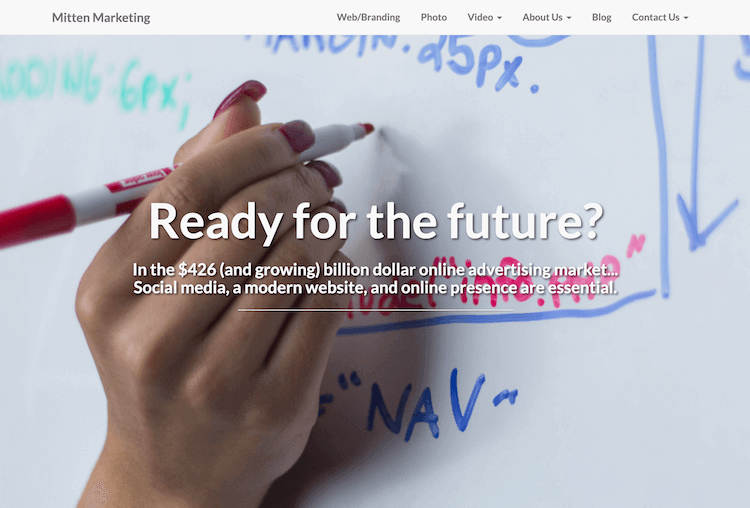 Mitten Marketing
Web/Branding Photo Video About Us Blog Contact Us
MARGIN: .25px.
ADDING: 6px;
Ready for the future?
In the $426 (and growing) billion dollar online advertising market...
Social media, a modern website, and online presence are essential.
="NAV~